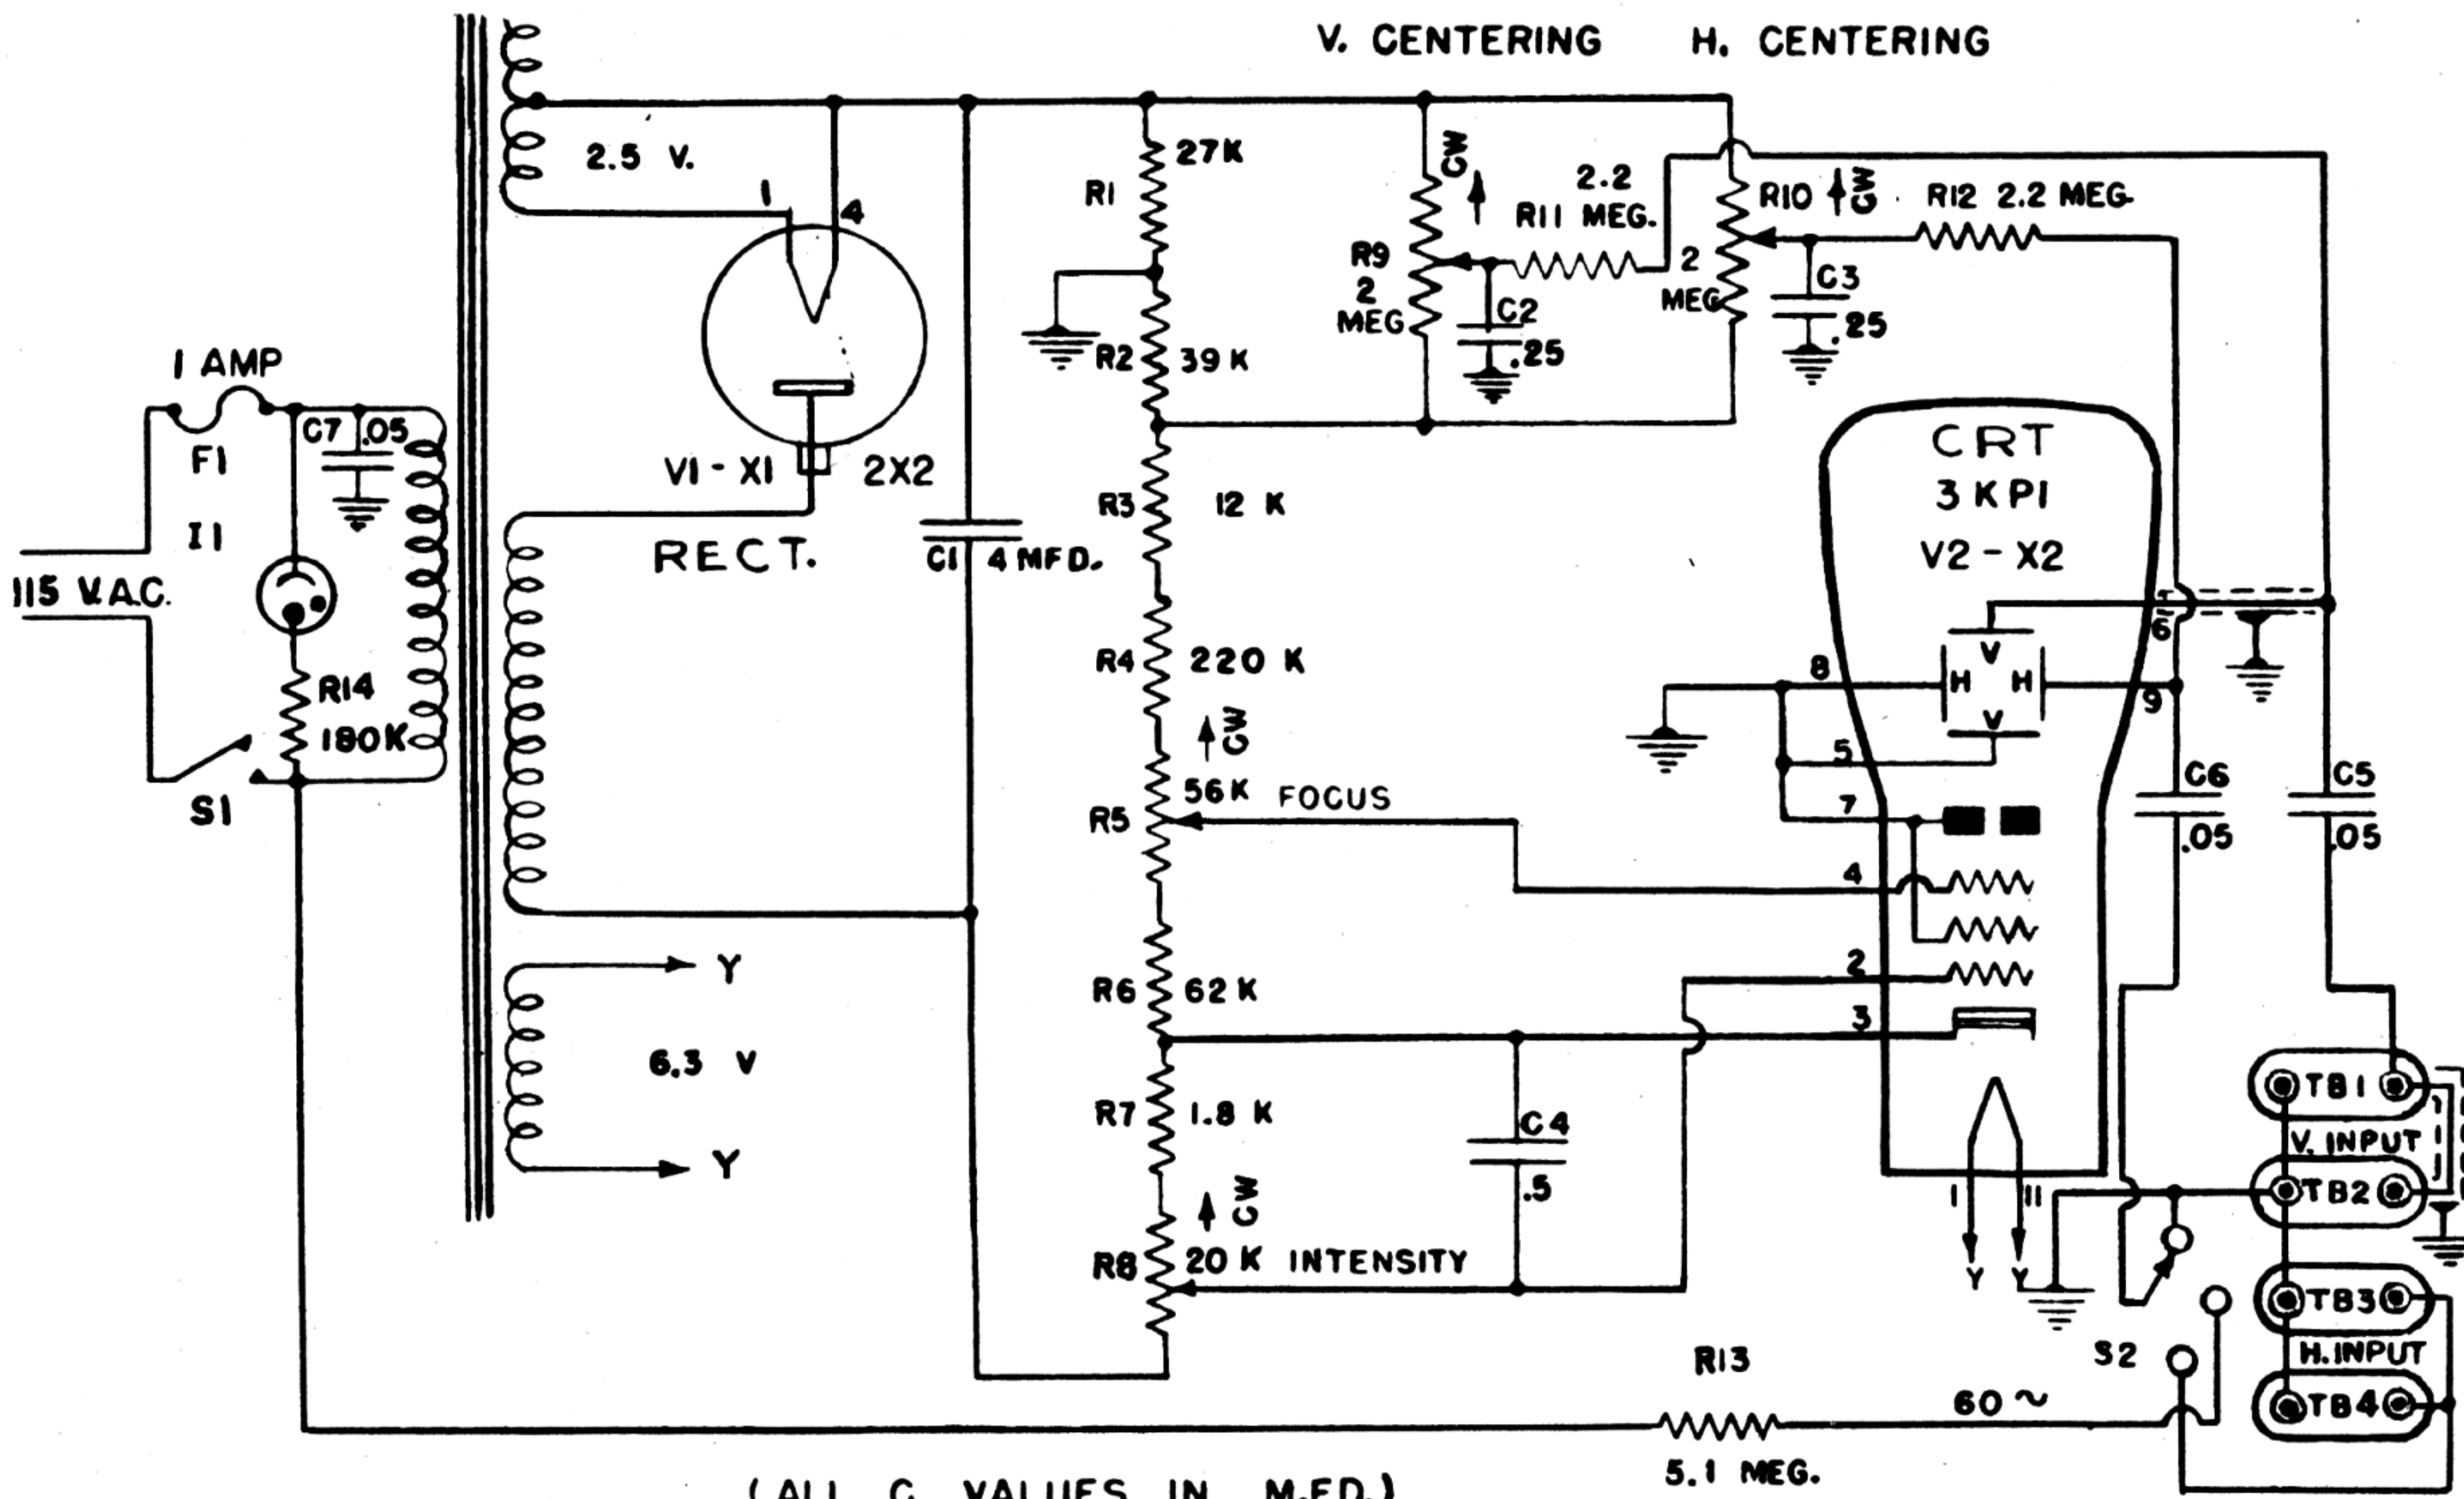 V. CENTERING H. CENTERING
2.5 V.
1
4
27K
R1
CW
2.2
R11 MEG.
R10
CW
R12 2.2 MEG.
R9
2
MEG
2
MEG
C2
.25
C3
.25
R2 39 K
1 AMP
C7 .05
F1
I1
115 V.A.C.
V1-X1 2X2
RECT.
C1 4 MFD.
R3 12 K
CRT
3KP1
V2-X2
R4 220 K
6
V
8
H H
9
V
5
R14
180K
CW
S1
56K FOCUS
R5
7
C6
.05
C5
.05
4
Y
R6 62 K
2
3
6.3 V
R7 1.8 K
C4
.5
Y
CW
TB1
V. INPUT
TB2
1 11
R8 20 K INTENSITY
Y Y
TB3
S2
H. INPUT
R13
60 ~
TB4
5.1 MEG.
(ALL C VALUES IN M.FD.)